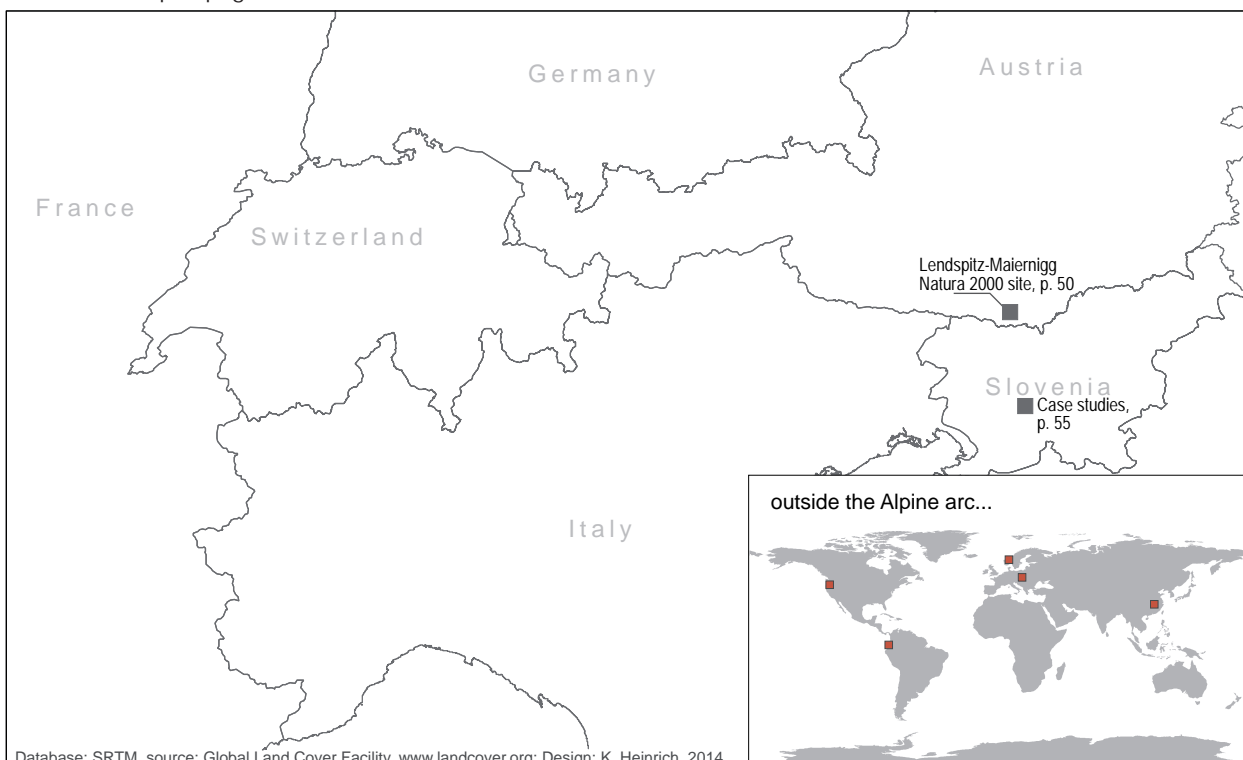 Germany
Austria
France
Switzerland
Lendspitz-Maiernigg
Natura 2000 site, p. 50
Slovenia
Case studies,
p. 55
Italy
outside the Alpine arc...
Database: SRTM, source: Global Land Cover Facility, www.landcover.org; Design: K. Heinrich, 2014